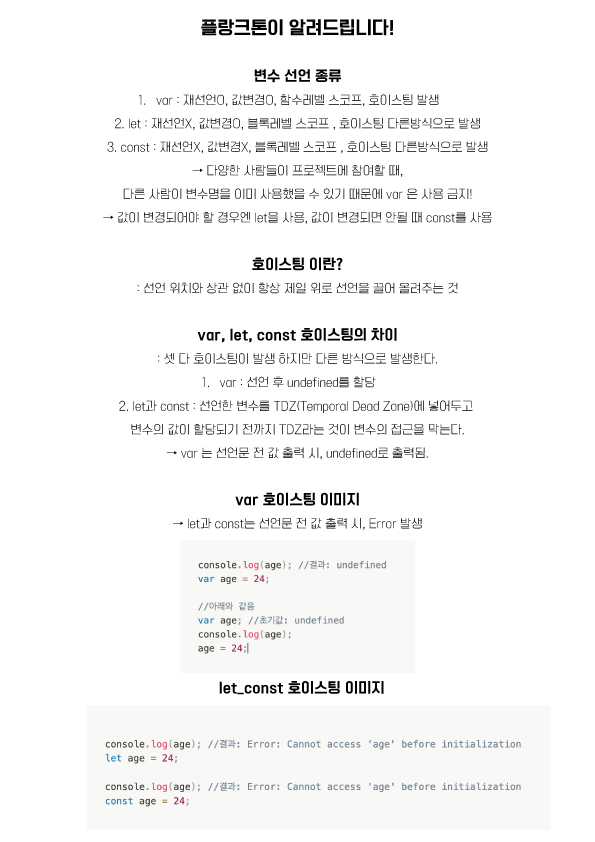 플랑크톤이 알려드립니다!
변수 선언 종류
1. var : 재선언O, 값변경O, 함수레벨 스코프, 호이스팅 발생
2. let : 재선언X, 값변경O, 블록레벨 스코프 , 호이스팅 다른방식으로 발생
3. const : 재선언X, 값변경X, 블록레벨 스코프 , 호이스팅 다른방식으로 발생
→ 다양한 사람들이 프로젝트에 참여할 때,
다른 사람이 변수명을 이미 사용했을 수 있기 때문에 var 은 사용 금지!
→ 값이 변경되어야 할 경우엔 let을 사용, 값이 변경되면 안될 때 const를 사용
호이스팅 이란?
: 선언 위치와 상관 없이 항상 제일 위로 선언을 끌어 올려주는 것
var, let, const 호이스팅의 차이
: 셋 다 호이스팅이 발생 하지만 다른 방식으로 발생한다.
1. var : 선언 후 undefined를 할당
2. let과 const : 선언한 변수를 TDZ(Temporal Dead Zone)에 넣어두고
변수의 값이 할당되기 전까지 TDZ라는 것이 변수의 접근을 막는다.
→ var 는 선언문 전 값 출력 시, undefined로 출력됨.
var 호이스팅 이미지
→ let과 const는 선언문 전 값 출력 시, Error 발생
console.log(age); //결과: undefined
var age = 24;
//아래와 같음
var age; //초기값: undefined
console.log(age);
age = 24;
let_const 호이스팅 이미지
console.log(age); //결과: Error: Cannot access 'age' before initialization
let age = 24;
console.log(age); //결과: Error: Cannot access 'age' before initialization
const age = 24;